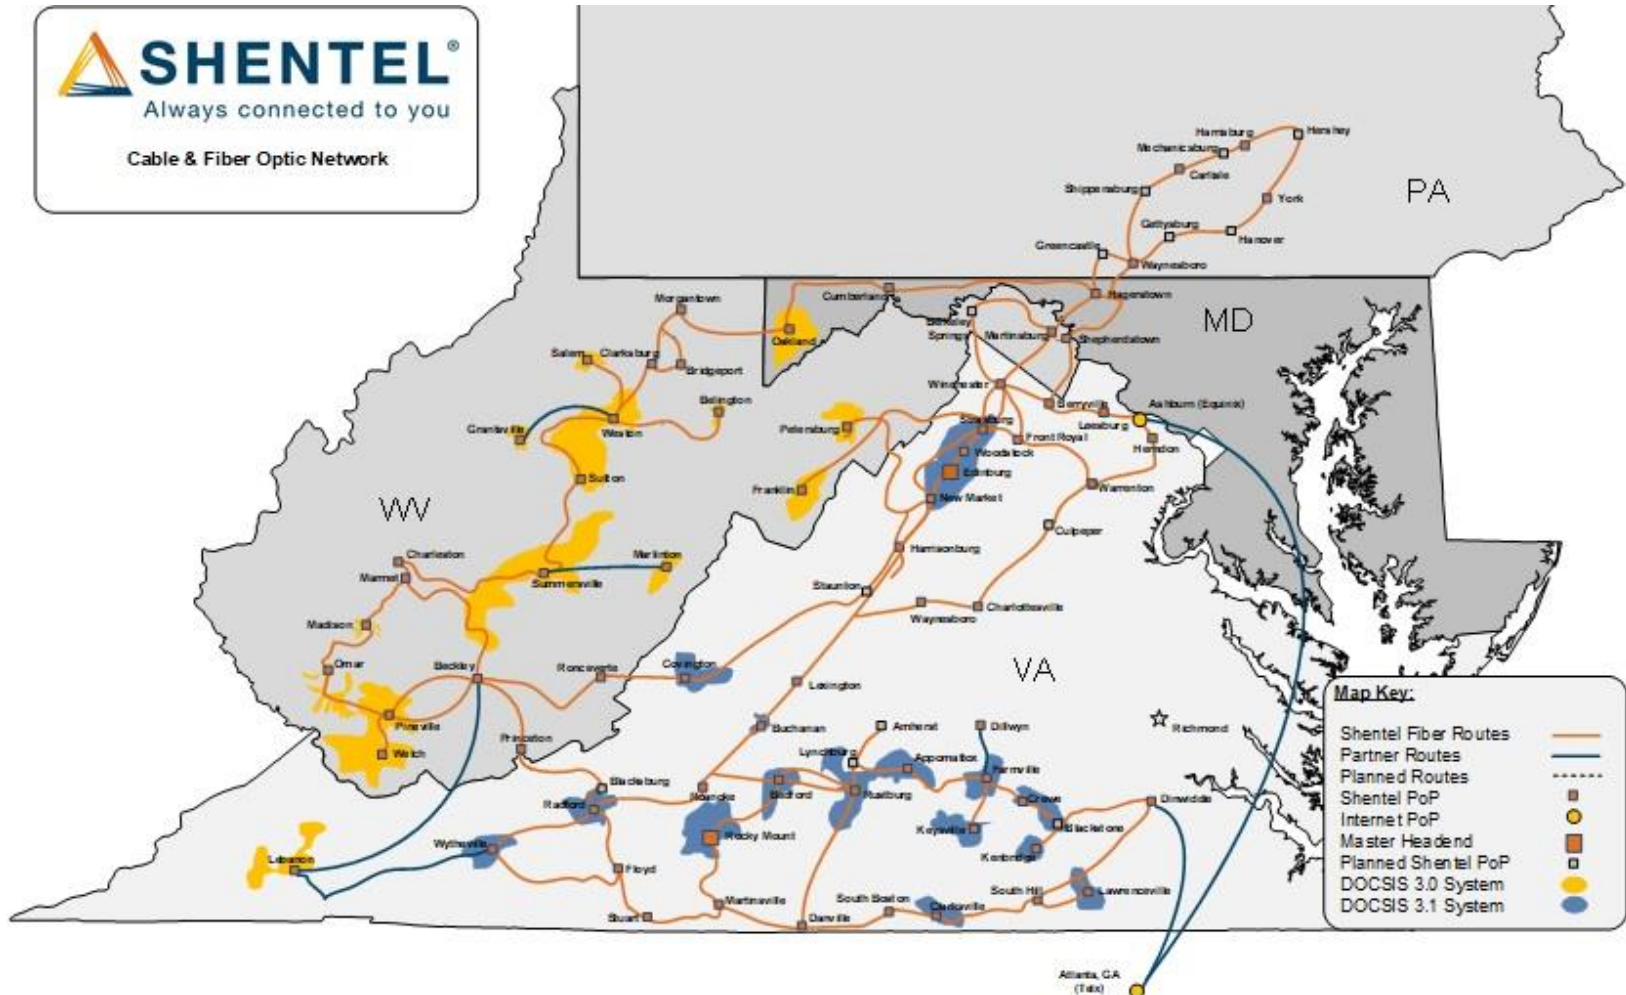 SHENTEL®
Always connected to you
Cable & Fiber Optic Network
Harrisburg
Hershey
Mechanicsburg
Carlisle
Shippensburg
PA
York
Gettysburg
Hanover
Greencastle
Waynesboro
Morgantown
Cumberland
Hagerstown
MD
Berkeley
Springs
Martinsburg
Shepherdstown
Oakland
Salem
Clarksburg
Bridgeport
Winchester
Belington
Berryville
Ashburn (Equinix)
Leesburg
Grantsville
Weston
Petersburg
Strasburg
Front Royal
Herndon
Woodstock
Edinburg
Sutton
Franklin
New Market
Warrenton
WV
Culpeper
Charleston
Marmet
Harrisonburg
Marlinton
Summersville
Staunton
Charlottesville
Waynesboro
Madison
Omar
Beckley
Ronceverte
Covington
VA
Lexington
Pineville
Buchanan
Amherst
Dillwyn
Richmond
Princeton
Welch
Lynchburg
Appomattox
Farmville
Blacksburg
Roanoke
Bedford
Rustburg
Crewe
Dinwiddie
Radford
Rocky Mount
Keysville
Blackstone
Wytheville
Kenbridge
Lebanon
Floyd
South Hill
Lawrenceville
Martinsville
South Boston
Clarksville
Stuart
Danville
Atlanta, GA
(Telx)
Map Key:
Shentel Fiber Routes
Partner Routes
Planned Routes
Shentel PoP
Internet PoP
Master Headend
Planned Shentel PoP
DOCSIS 3.0 System
DOCSIS 3.1 System